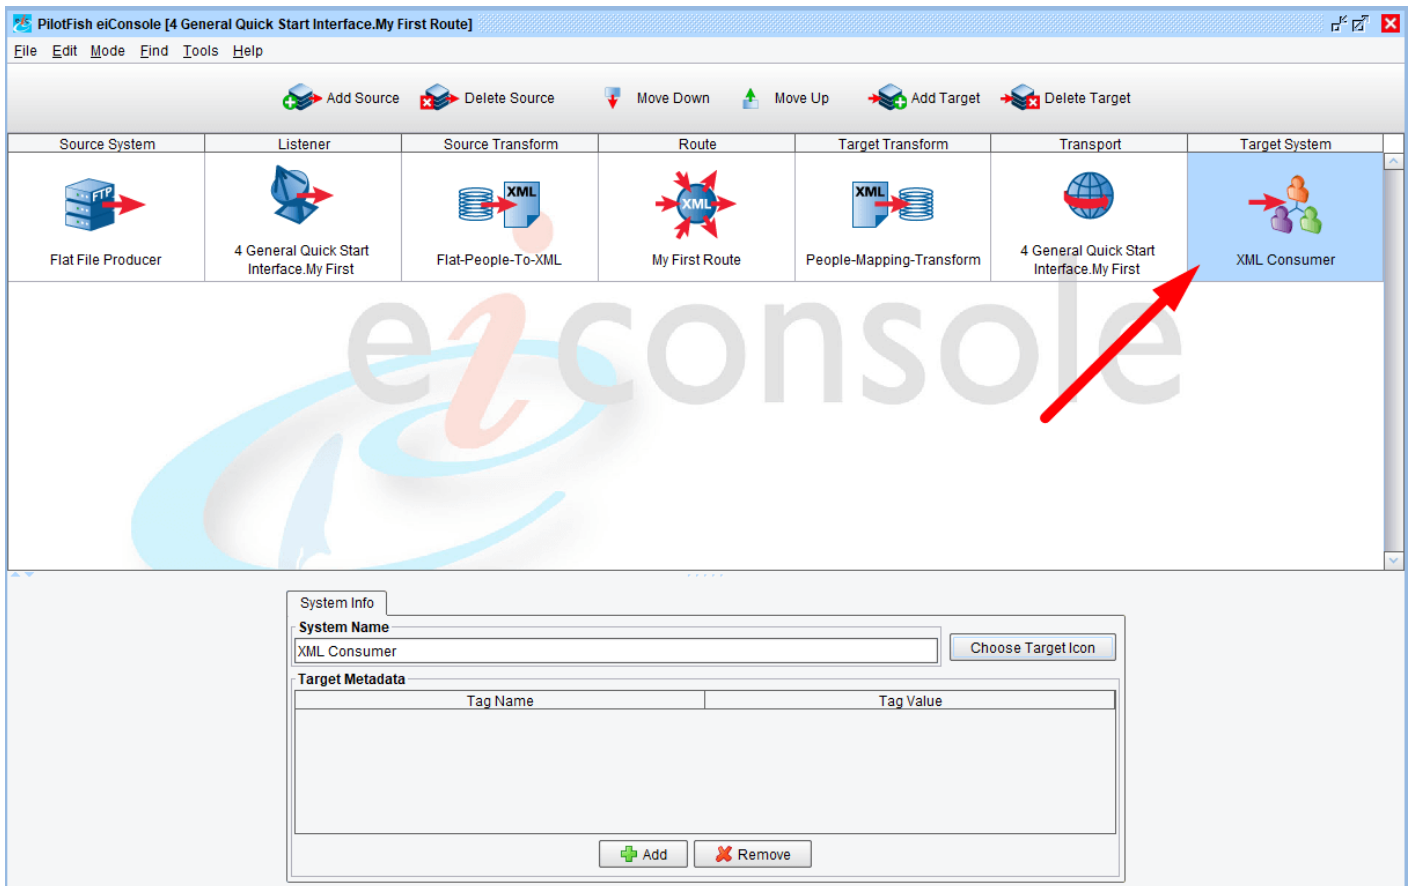 PilotFish eiConsole [4 General Quick Start Interface.My First Route]
File Edit Mode Find Tools Help
Add Source Delete Source Move Down Move Up Add Target Delete Target
Source System Listener Source Transform Route Target Transform Transport Target System
FTP XML XML XML
Flat File Producer
4 General Quick Start
Interface.My First
Flat-People-To-XML
My First Route
People-Mapping-Transform
4 General Quick Start
Interface.My First
XML Consumer
eiconsole
System Info
System Name
XML Consumer
Choose Target Icon
Target Metadata
Tag Name Tag Value
Add Remove